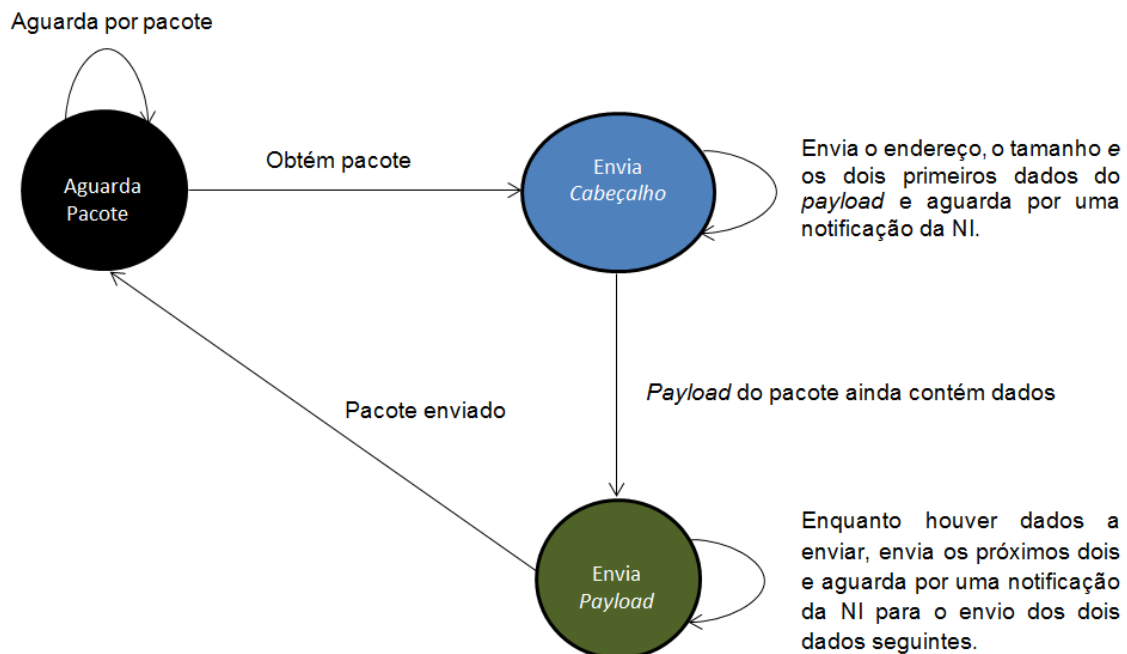 Aguarda por pacote
Aguarda
Pacote
Obtém pacote
Envia
Cabeçalho
Envia o endereço, o tamanho e
os dois primeiros dados do
payload e aguarda por uma
notificação da NI.
Payload do pacote ainda contém dados
Pacote enviado
Envia
Payload
Enquanto houver dados a
enviar, envia os próximos dois
e aguarda por uma notificação
da NI para o envio dos dois
dados seguintes.